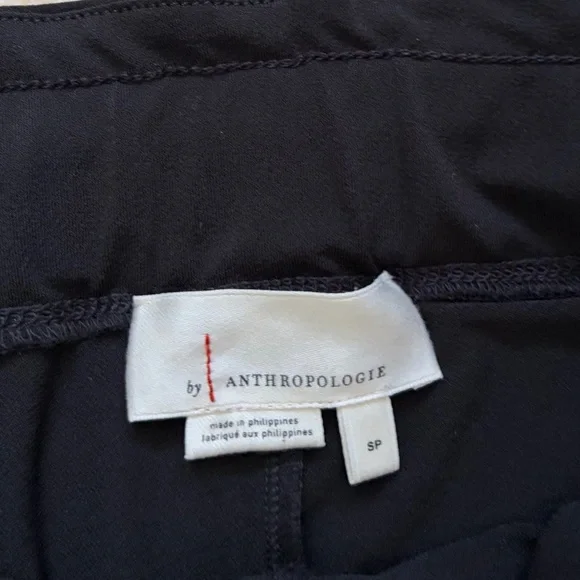 by ANTHROPOLOGIE
made in philippines
fabriqué aux philippines
SP